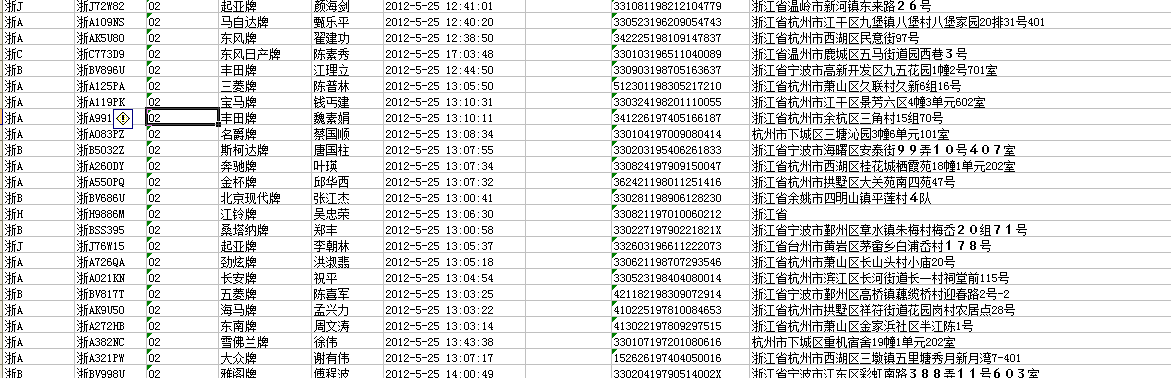 浙J 浙J72W82 02 起亚牌 颜海剑 2012-5-25 12:41:01 331081198212104779 浙江省温岭市新河镇东来路26号
浙A 浙A109NS 02 马自达牌 甄乐平 2012-5-25 12:40:20 330523196209054743 浙江省杭州市江干区九堡镇八堡村八堡家园20排31号401
浙A 浙AK5U80 02 东风牌 翟建功 2012-5-25 12:38:50 342225198109147837 浙江省杭州市西湖区民意街97号
浙C 浙C773D9 02 东风日产牌 陈素秀 2012-5-25 17:03:48 330103196511040089 浙江省温州市鹿城区五马街道园西巷3号
浙B 浙BV896U 02 丰田牌 江理立 2012-5-25 12:44:50 330903198705163637 浙江省宁波市高新开发区九五花园1幢2号701室
浙A 浙A125PA 02 三菱牌 陈普林 2012-5-25 13:05:50 512301198305217210 浙江省杭州市萧山区久联村久新6组16号
浙A 浙A119PK 02 宝马牌 钱丐建 2012-5-25 13:10:31 330324198201110055 浙江省杭州市江干区景芳六区4幢3单元602室
浙A 浙A991 02 丰田牌 魏素娟 2012-5-25 13:10:11 341226197405166187 浙江省杭州市余杭区三角村15组70号
浙A 浙A083PZ 02 名爵牌 蔡国顺 2012-5-25 13:08:34 330104197009080414 杭州市下城区三塘沁园3幢6单元101室
浙B 浙B5032Z 02 斯柯达牌 唐国柱 2012-5-25 13:07:55 330203195406261833 浙江省宁波市海曙区安泰街99弄10号407室
浙A 浙A260DY 02 奔驰牌 叶瑛 2012-5-25 13:07:34 330824197909150047 浙江省杭州市西湖区桂花城栖霞苑18幢1单元202室
浙A 浙A550PQ 02 金杯牌 邱华西 2012-5-25 13:07:32 362421198011251416 浙江省杭州市拱墅区大关苑南四苑47号
浙B 浙BV686U 02 北京现代牌 张江杰 2012-5-25 13:00:41 330281198906128230 浙江省余姚市四明山镇平莲村4队
浙H 浙H9886M 02 江铃牌 吴忠荣 2012-5-25 13:06:30 330821197010060212 浙江省
浙B 浙BSS395 02 桑塔纳牌 郑丰 2012-5-25 13:00:58 33022719790221821X 浙江省宁波市鄞州区章水镇朱梅村梅岙20组71号
浙J 浙J76W15 02 起亚牌 李朝林 2012-5-25 13:05:37 332603196611222073 浙江省台州市黄岩区茅畲乡白浦岙村178号
浙A 浙A726QA 02 劲炫牌 洪淑翡 2012-5-25 13:05:18 330621198707293546 浙江省杭州市萧山区长山头村小庙20号
浙A 浙A021KN 02 长安牌 祝平 2012-5-25 13:04:54 330523198404080014 浙江省杭州市滨江区长河街道长一村祠堂前115号
浙B 浙BV817T 02 五菱牌 陈喜军 2012-5-25 13:03:25 421182198309072914 浙江省宁波市鄞州区高桥镇藕缆桥村迎春路2号-2
浙A 浙AK9U50 02 海马牌 孟兴力 2012-5-25 13:03:22 410225197810084653 浙江省杭州市拱墅区祥符街道花园岗村农居点28号
浙A 浙A272HB 02 东南牌 周文涛 2012-5-25 13:03:14 413022197809297515 浙江省杭州市萧山区金家浜社区半江陈1号
浙A 浙A382NC 02 雪佛兰牌 徐伟 2012-5-25 13:43:38 330107197201080616 杭州市下城区重机宿舍19幢1单元202室
浙A 浙A321PW 02 大众牌 谢有伟 2012-5-25 13:07:17 152626197404050016 浙江省杭州市西湖区三墩镇五里塘秀月新月湾7-401
浙B 浙BV998U 02 雅阁牌 傅程波 2012-5-25 14:00:49 33020419790514002X 浙江省宁波市江东区彩虹南路388弄11号603室